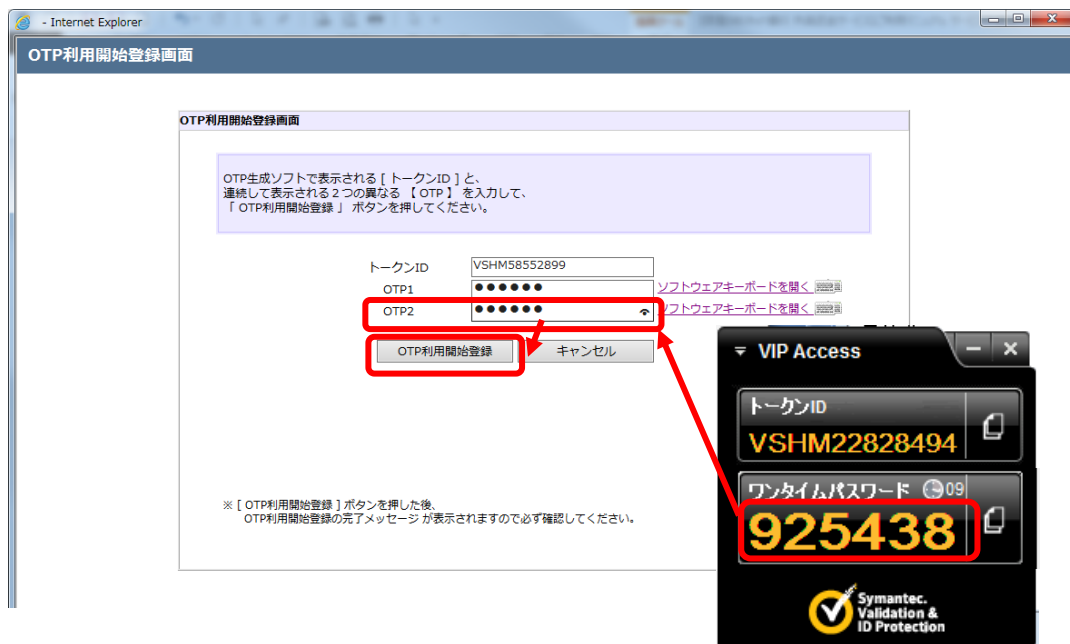 - Internet Explorer
OTP利用開始登録画面
OTP利用開始登録画面
OTP生成ソフトで表示される [ トークンID ] と、
連続して表示される２つの異なる 【 OTP 】 を入力して、
「 OTP利用開始登録 」 ボタンを押してください。
トークンID VSHM58552899
OTP1 ●●●●●● ソフトウェアキーボードを開く
OTP2 ●●●●●● ソフトウェアキーボードを開く
OTP利用開始登録 キャンセル
※ [ OTP利用開始登録 ] ボタンを押した後、
OTP利用開始登録の完了メッセージ が表示されますので必ず確認してください。
VIP Access
トークンID
VSHM22828494
ワンタイムパスワード 09
925438
Symantec.
Validation &
ID Protection